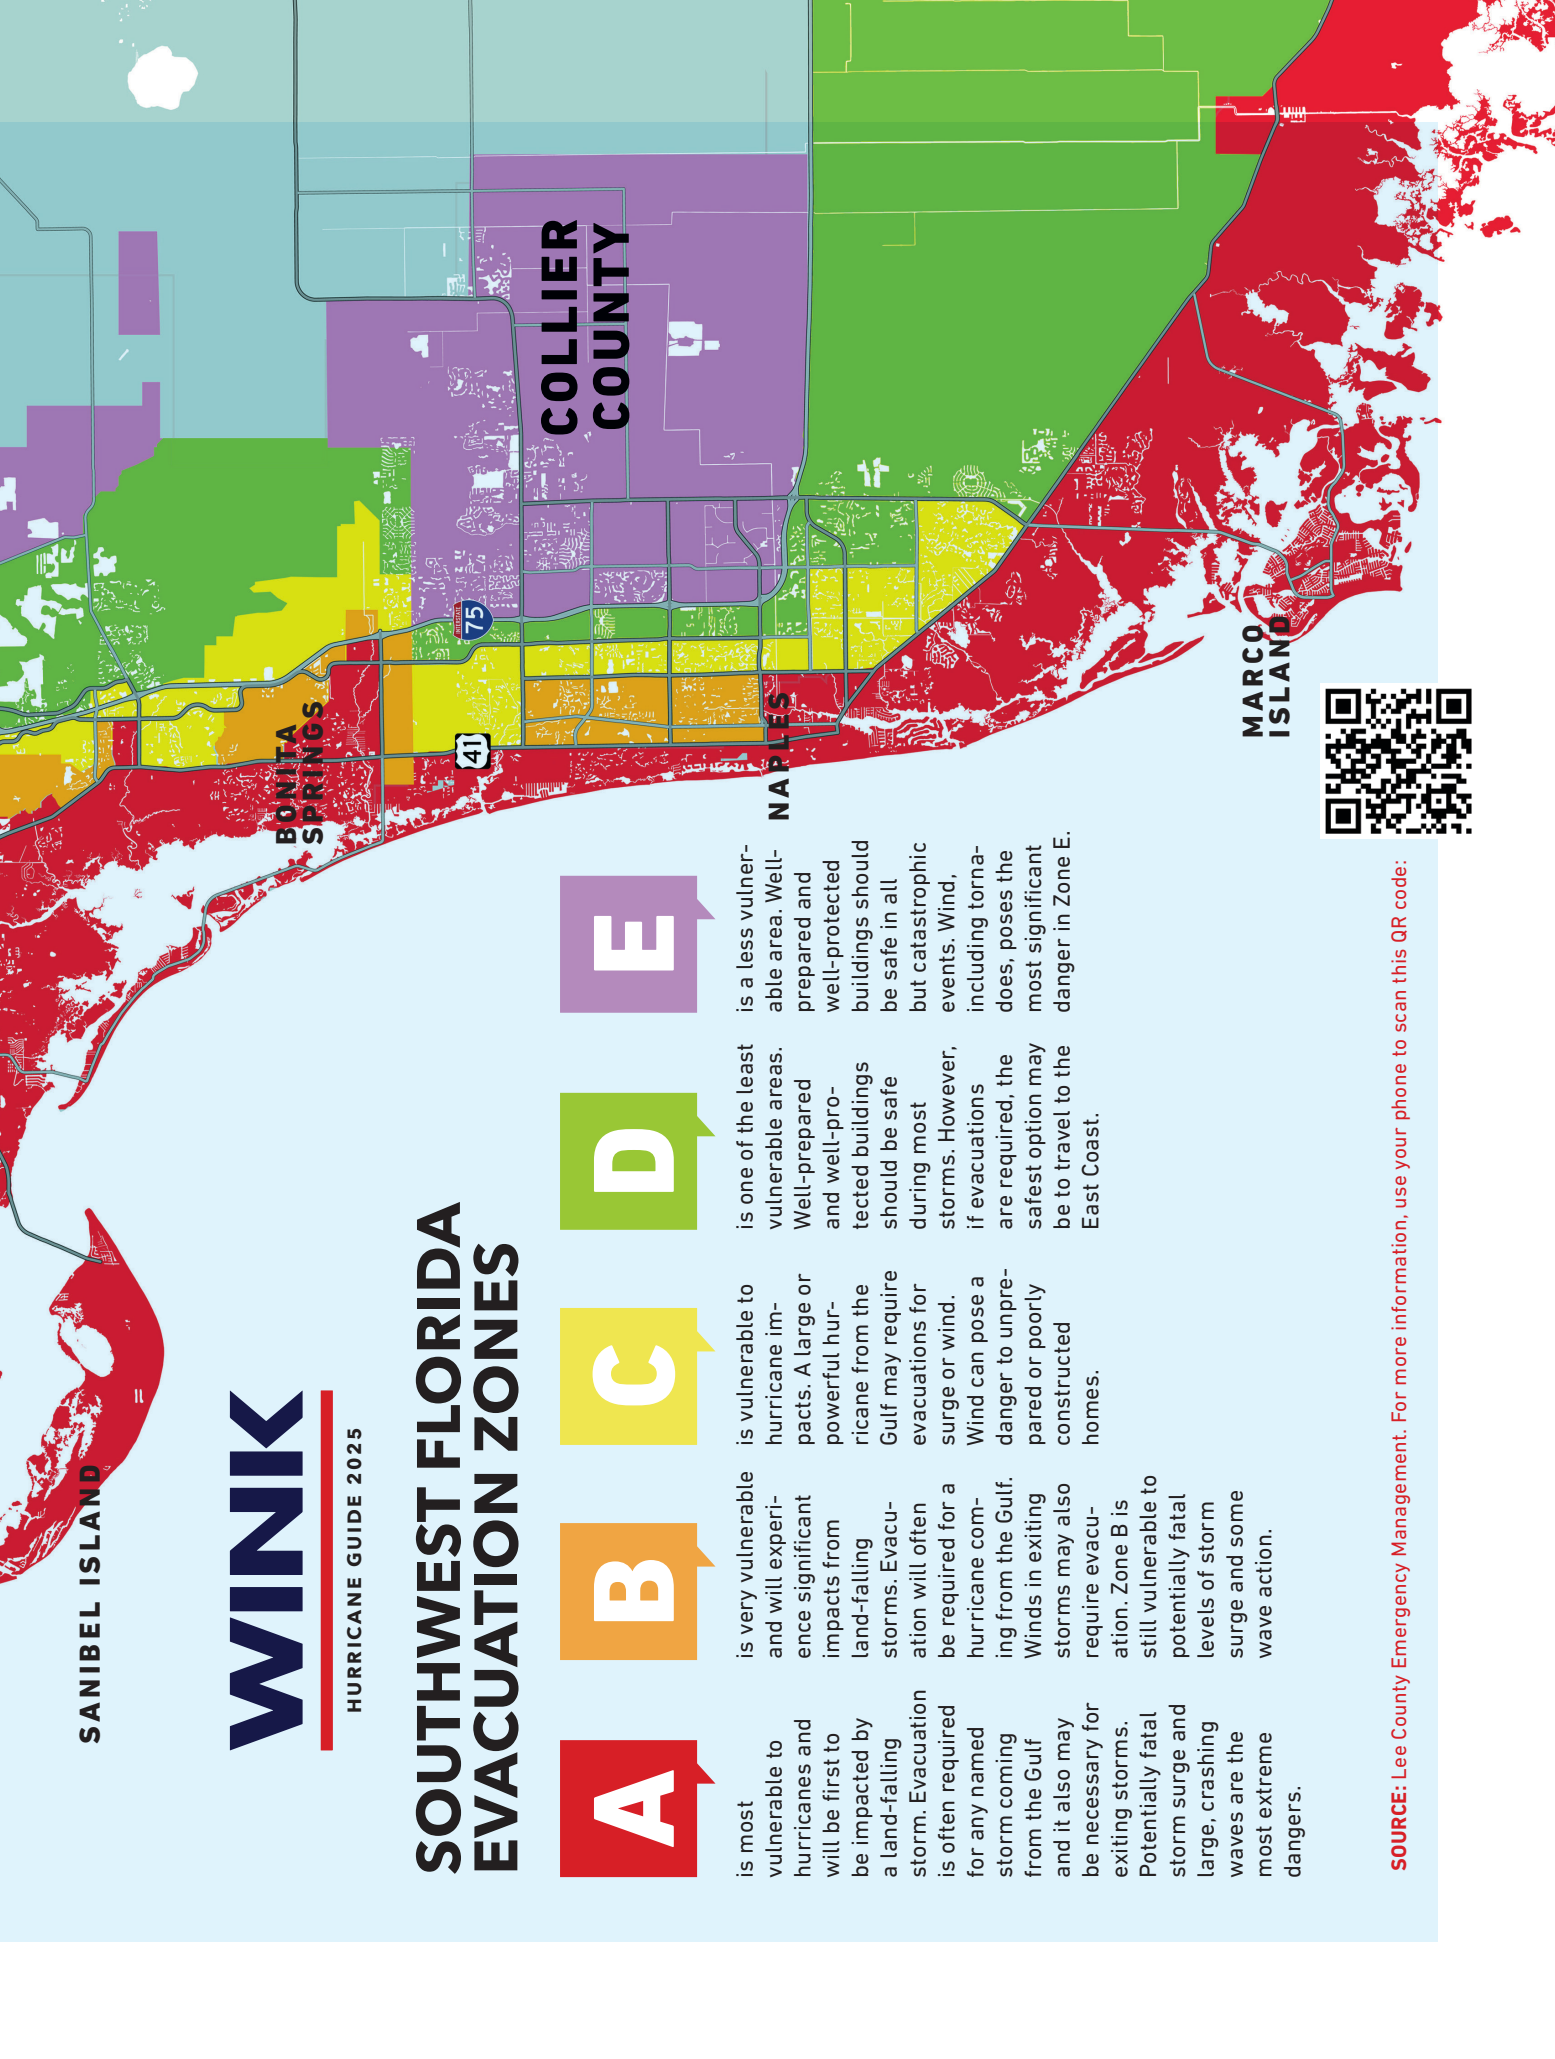 COLLIER
COUNTY
75
41
BONITA
SPRINGS
NAPLES
MARCO
ISLAND
SANIBEL ISLAND
WINK
HURRICANE GUIDE 2025
SOUTHWEST FLORIDA
EVACUATION ZONES
A
is most
vulnerable to
hurricanes and
will be first to
be impacted by
a land-falling
storm. Evacuation
is often required
for any named
storm coming
from the Gulf
and it also may
be necessary for
exiting storms.
Potentially fatal
storm surge and
large, crashing
waves are the
most extreme
dangers.
B
is very vulnerable
and will experi-
ence significant
impacts from
land-falling
storms. Evacu-
ation will often
be required for a
hurricane com-
ing from the Gulf.
Winds in exiting
storms may also
require evacu-
ation. Zone B is
still vulnerable to
potentially fatal
levels of storm
surge and some
wave action.
C
is vulnerable to
hurricane im-
pacts. A large or
powerful hur-
ricane from the
Gulf may require
evacuations for
surge or wind.
Wind can pose a
danger to unpre-
pared or poorly
constructed
homes.
D
is one of the least
vulnerable areas.
Well-prepared
and well-pro-
tected buildings
should be safe
during most
storms. However,
if evacuations
are required, the
safest option may
be to travel to the
East Coast.
E
is a less vulner-
able area. Well-
prepared and
well-protected
buildings should
be safe in all
but catastrophic
events. Wind,
including torna-
does, poses the
most significant
danger in Zone E.
SOURCE: Lee County Emergency Management. For more information, use your phone to scan this QR code: